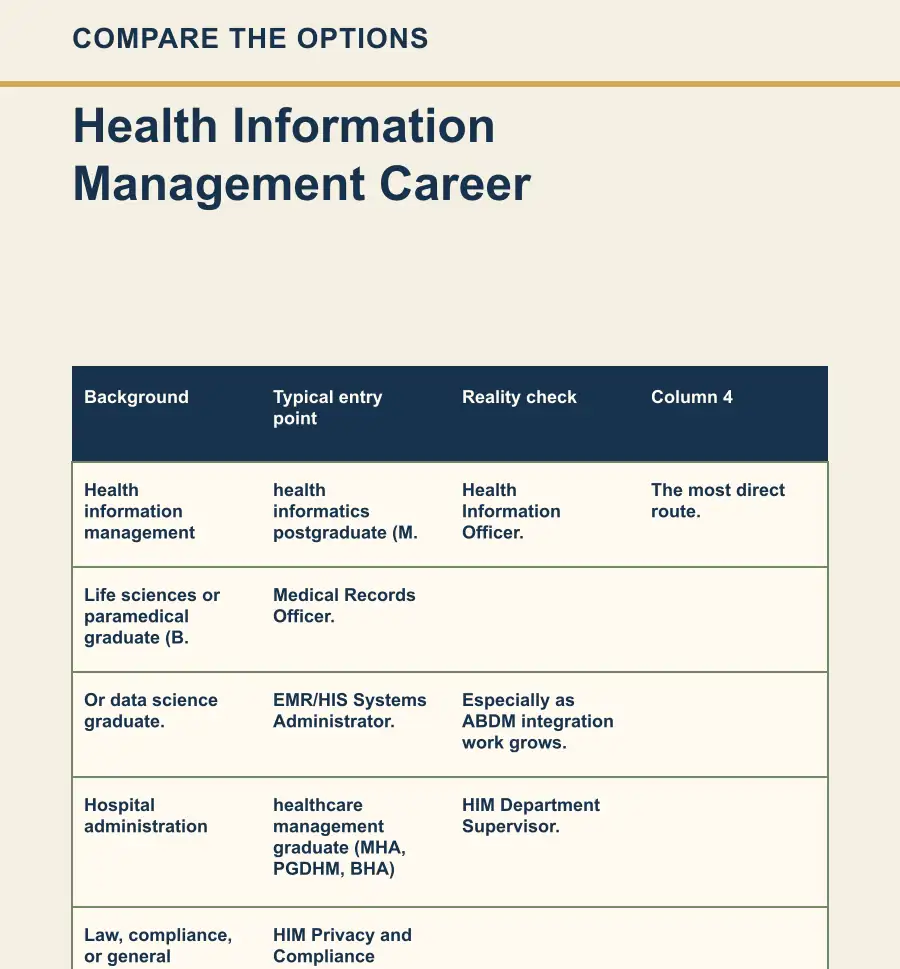 COMPARE THE OPTIONS
Health Information
Management Career
Background
Typical entry
point
Reality check
Column 4
Health
information
management
health
informatics
postgraduate (M.
Health
Information
Officer.
The most direct
route.
Life sciences or
paramedical
graduate (B.
Medical Records
Officer.
Or data science
graduate.
EMR/HIS Systems
Administrator.
Especially as
ABDM integration
work grows.
Hospital
administration
healthcare
management
graduate (MHA,
PGDHM, BHA)
HIM Department
Supervisor.
Law, compliance,
or general
HIM Privacy and
Compliance